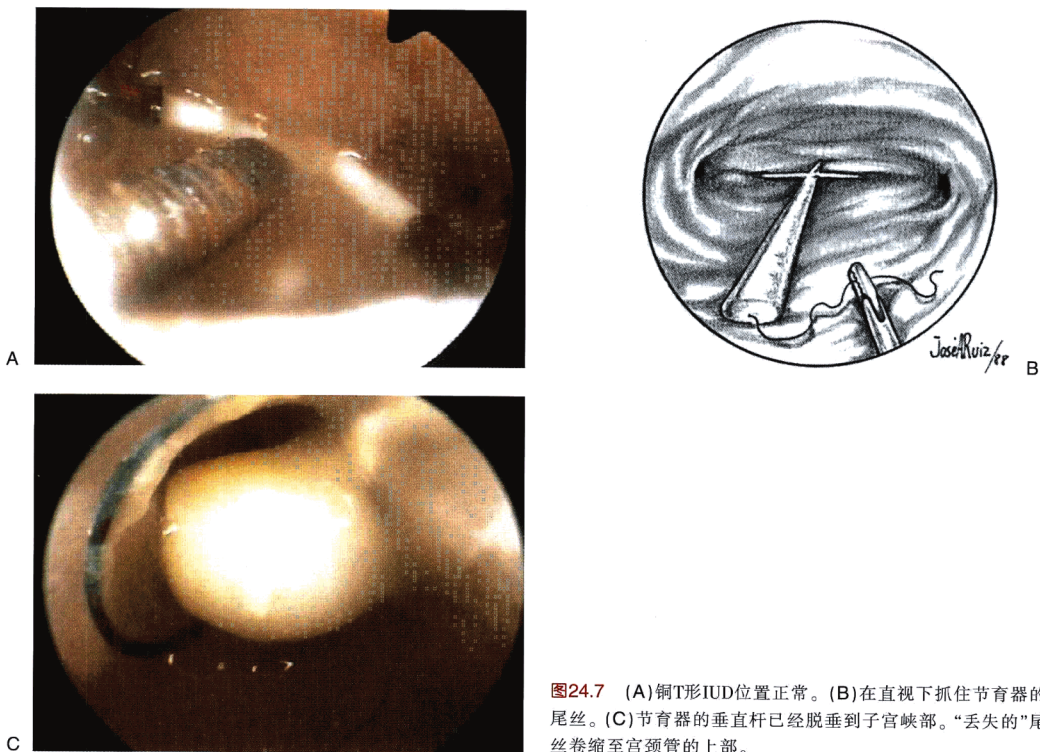 A
JoséARuiz/88
B
C
图24.7 (A)铜T形IUD位置正常。(B)在直视下抓住节育器的
尾丝。(C)节育器的垂直杆已经脱垂到子宫峡部。“丢失的”尾
丝卷缩至宫颈管的上部。